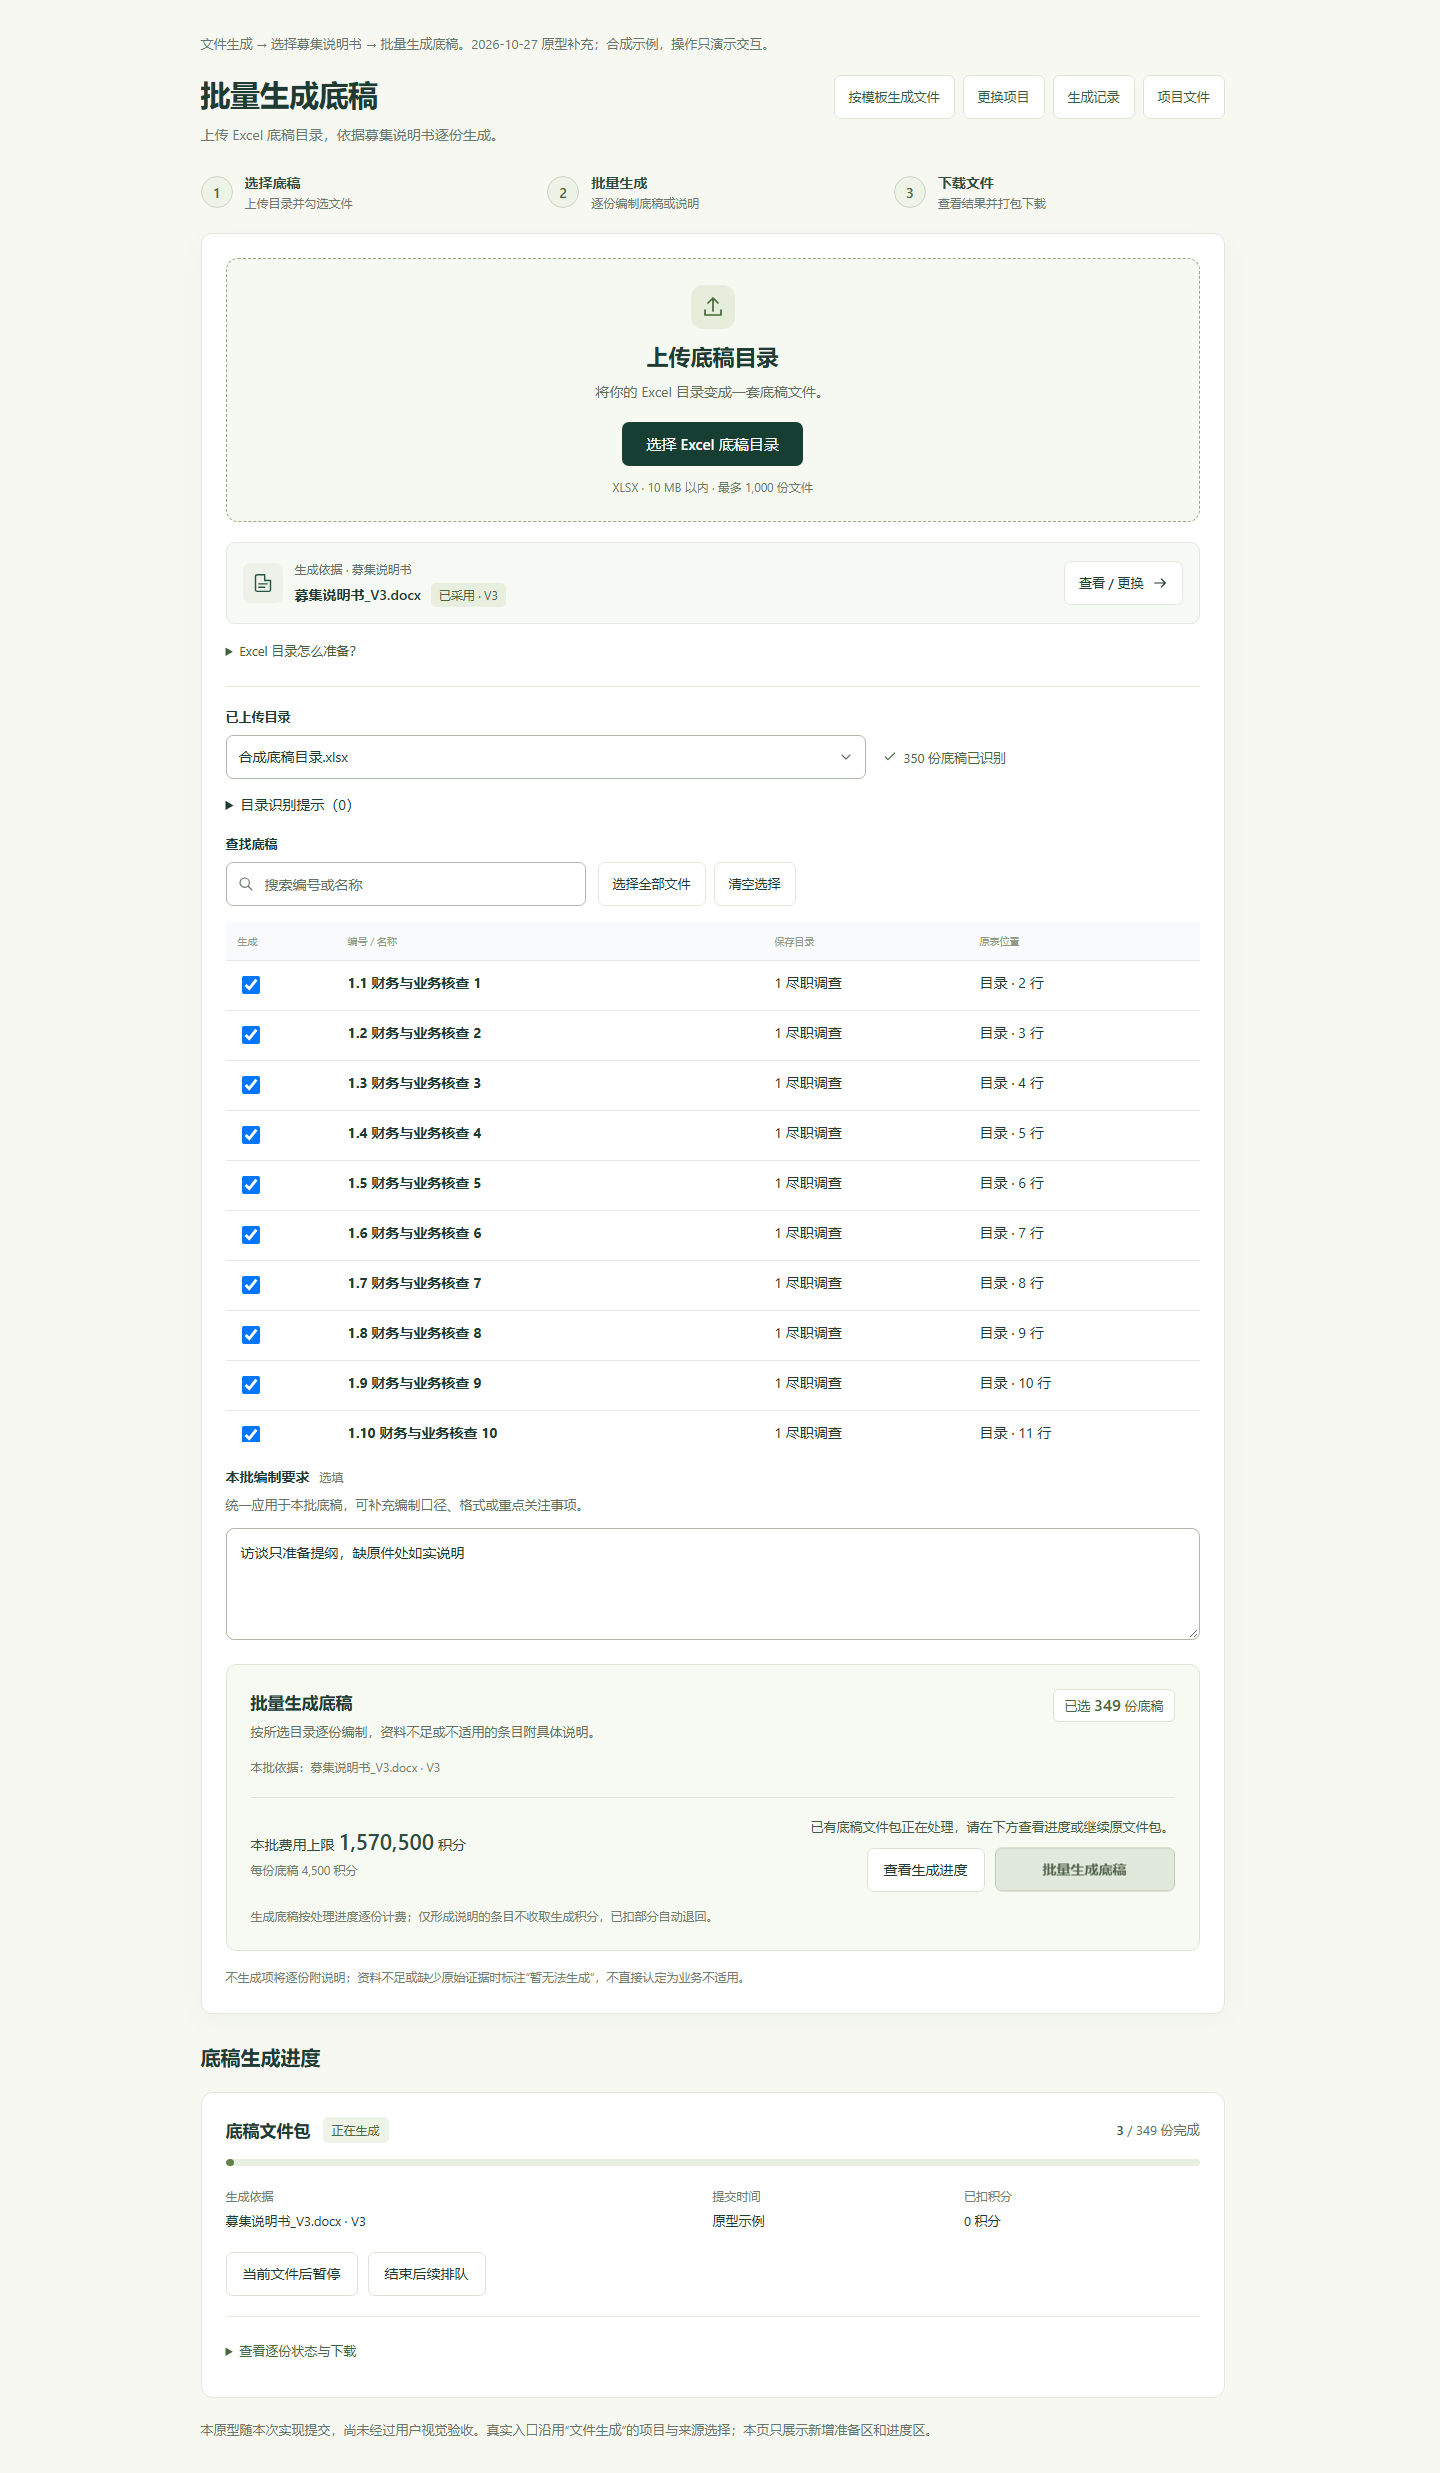 文件生成 → 选择募集说明书 → 批量生成底稿。2026-10-27 原型补充；合成示例，操作只演示交互。
批量生成底稿
按模板生成文件 更换项目 生成记录 项目文件
上传 Excel 底稿目录，依据募集说明书逐份生成。
1 选择底稿
上传目录并勾选文件
2 批量生成
逐份编制底稿或说明
3 下载文件
查看结果并打包下载
上传底稿目录
将你的 Excel 目录变成一套底稿文件。
选择 Excel 底稿目录
XLSX · 10 MB 以内 · 最多 1,000 份文件
生成依据 · 募集说明书
募集说明书_V3.docx 已采用 · V3
查看 / 更换 →
▶ Excel 目录怎么准备？
已上传目录
合成底稿目录.xlsx
✓ 350 份底稿已识别
▶ 目录识别提示（0）
查找底稿
搜索编号或名称 选择全部文件 清空选择
生成 编号 / 名称 保存目录 原表位置
1.1 财务与业务核查 1 1 尽职调查 目录 · 2 行
1.2 财务与业务核查 2 1 尽职调查 目录 · 3 行
1.3 财务与业务核查 3 1 尽职调查 目录 · 4 行
1.4 财务与业务核查 4 1 尽职调查 目录 · 5 行
1.5 财务与业务核查 5 1 尽职调查 目录 · 6 行
1.6 财务与业务核查 6 1 尽职调查 目录 · 7 行
1.7 财务与业务核查 7 1 尽职调查 目录 · 8 行
1.8 财务与业务核查 8 1 尽职调查 目录 · 9 行
1.9 财务与业务核查 9 1 尽职调查 目录 · 10 行
1.10 财务与业务核查 10 1 尽职调查 目录 · 11 行
本批编制要求 选填
统一应用于本批底稿，可补充编制口径、格式或重点关注事项。
访谈只准备提纲，缺原件处如实说明
批量生成底稿
已选 349 份底稿
按所选目录逐份编制，资料不足或不适用的条目附具体说明。
本批依据：募集说明书_V3.docx · V3
已有底稿文件包正在处理，请在下方查看进度或继续原文件包。
本批费用上限 1,570,500 积分
每份底稿 4,500 积分
查看生成进度 批量生成底稿
生成底稿按处理进度逐份计费；仅形成说明的条目不收取生成积分，已扣部分自动退回。
不生成项将逐份附说明；资料不足或缺少原始证据时标注“暂无法生成”，不直接认定为业务不适用。
底稿生成进度
底稿文件包 正在生成
3 / 349 份完成
生成依据 提交时间 已扣积分
募集说明书_V3.docx · V3 原型示例 0 积分
当前文件后暂停 结束后续排队
▶ 查看逐份状态与下载
本原型随本次实现提交，尚未经过用户视觉验收。真实入口沿用“文件生成”的项目与来源选择；本页只展示新增准备区和进度区。